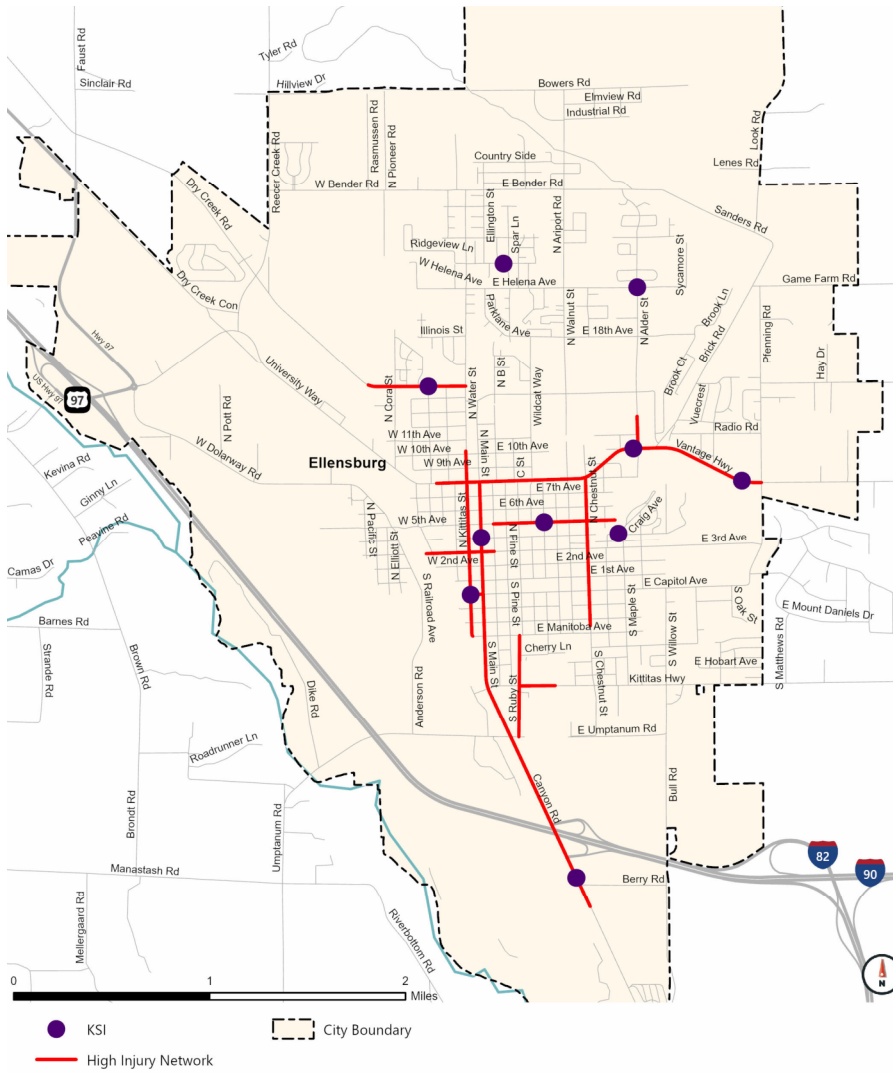 Faust Rd
Tyler Rd
Sinclair Rd
Hillview Dr
Bowers Rd
Elmview Rd
Industrial Rd
Look Rd
Rasmussen Rd
N Pioneer Rd
Reecer Creek Rd
Country Side
Lenes Rd
W Bender Rd
E Bender Rd
Dry Creek Rd
Sanders Rd
Ellington St
Spar Ln
N Ariport Rd
Ridgeview Ln
Sycamore St
W Helena Ave
E Helena Ave
Game Farm Rd
Dry Creek Con
Parklane Ave
Brook Ln
Hwy 97
Illinois St
N Walnut St
E 18th Ave
N Alder St
Brick Rd
Pfenning Rd
University Way
N Water St
N B St
Wildcat Way
Brook Ct
Hay Dr
US Hwy 97
97
N Cora St
Vuecrest
N Pott Rd
W Dolarway Rd
W 11th Ave
W 10th Ave
E 10th Ave
Radio Rd
N Main St
Kevina Rd
Ellensburg
W 9th Ave
C St
Vantage Hwy
Ginny Ln
E 7th Ave
N Chestnut St
E 6th Ave
Craig Ave
Peavine Rd
N Pacific St
W 5th Ave
N Kittitas St
N Fine St
E 3rd Ave
N Elliott St
Camas Dr
W 2nd Ave
E 2nd Ave
E 1st Ave
E Capitol Ave
S Railroad Ave
S Pine St
S Maple St
S Oak St
E Mount Daniels Dr
Barnes Rd
E Manitoba Ave
S Willow St
Strande Rd
Brown Rd
S Main St
Cherry Ln
E Hobart Ave
S Matthews Rd
Dike Rd
Anderson Rd
S Ruby St
S Chestnut St
Kittitas Hwy
Roadrunner Ln
E Umptanum Rd
Canyon Rd
Bull Rd
Brondt Rd
Umptanum Rd
82
90
Manastash Rd
Berry Rd
Mellergaard Rd
Riverbottom Rd
N
0 1 2
Miles
KSI
City Boundary
High Injury Network